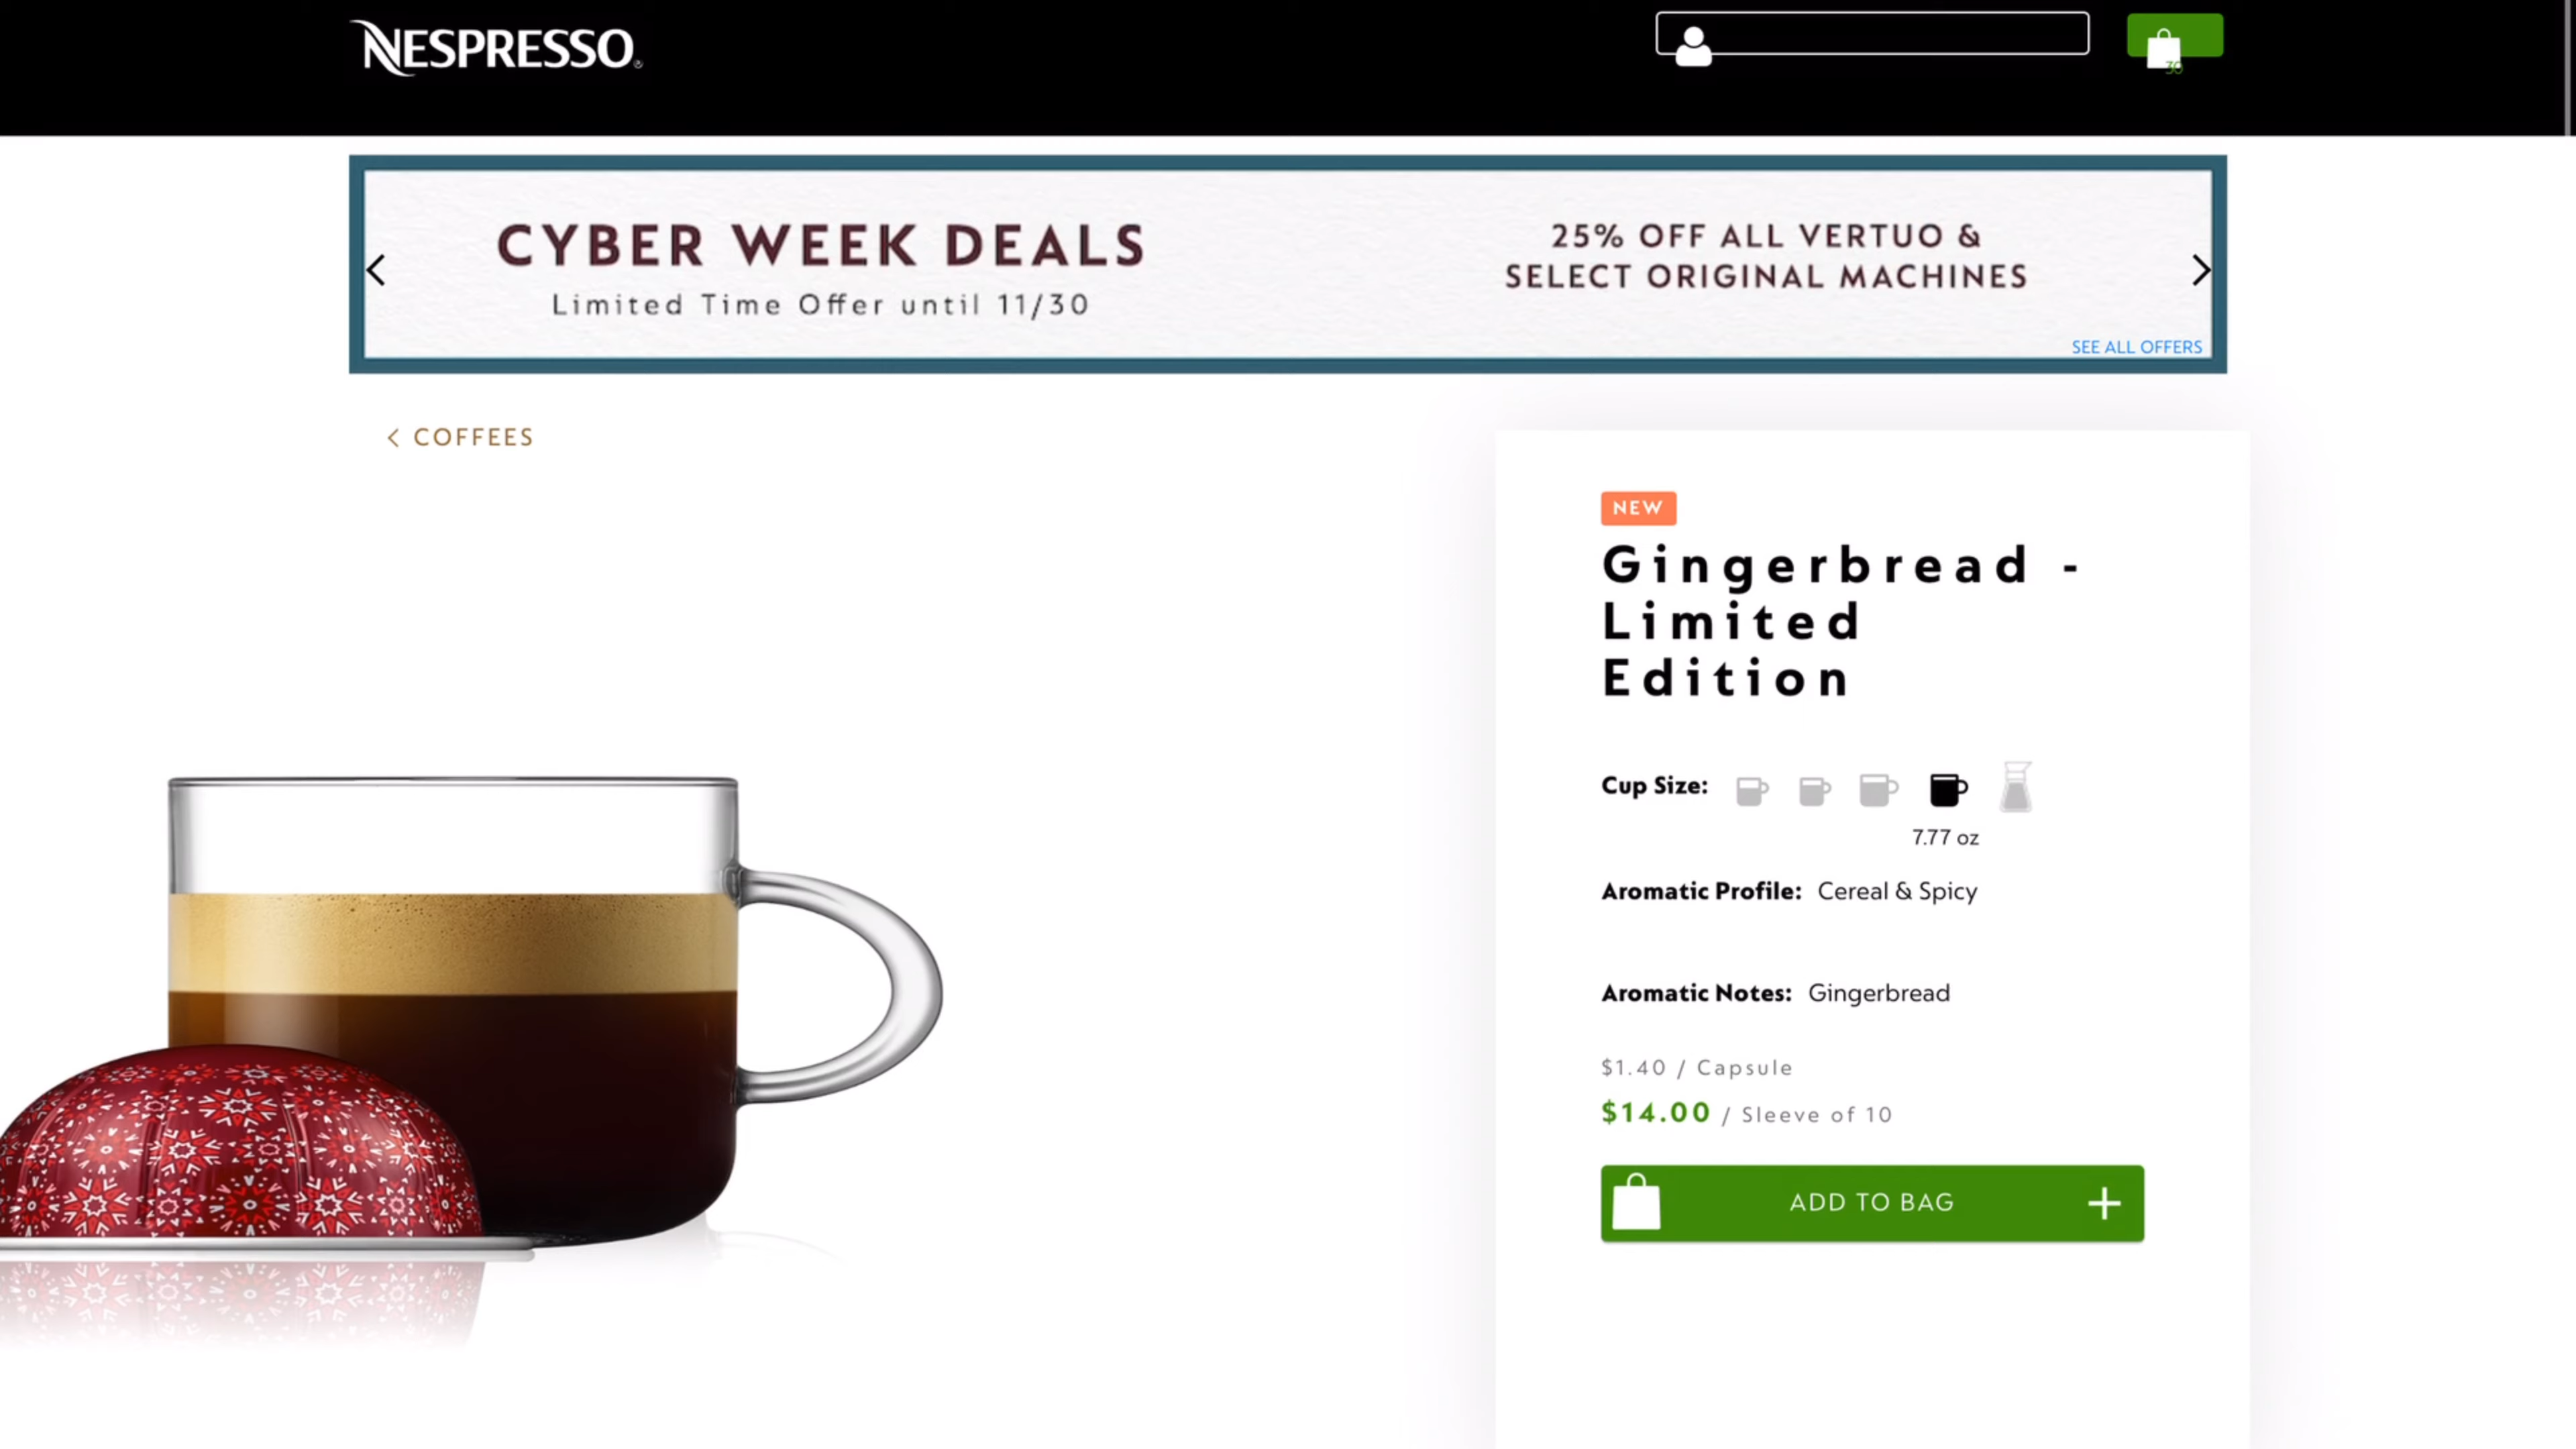 NESPRESSO
30
CYBER WEEK DEALS
Limited Time Offer until 11/30
25% OFF ALL VERTUO &
SELECT ORIGINAL MACHINES
SEE ALL OFFERS
< COFFEES
NEW
Gingerbread -
Limited
Edition
Cup Size:
7.77 oz
Aromatic Profile: Cereal & Spicy
Aromatic Notes: Gingerbread
$1.40 / Capsule
$14.00 / Sleeve of 10
ADD TO BAG +